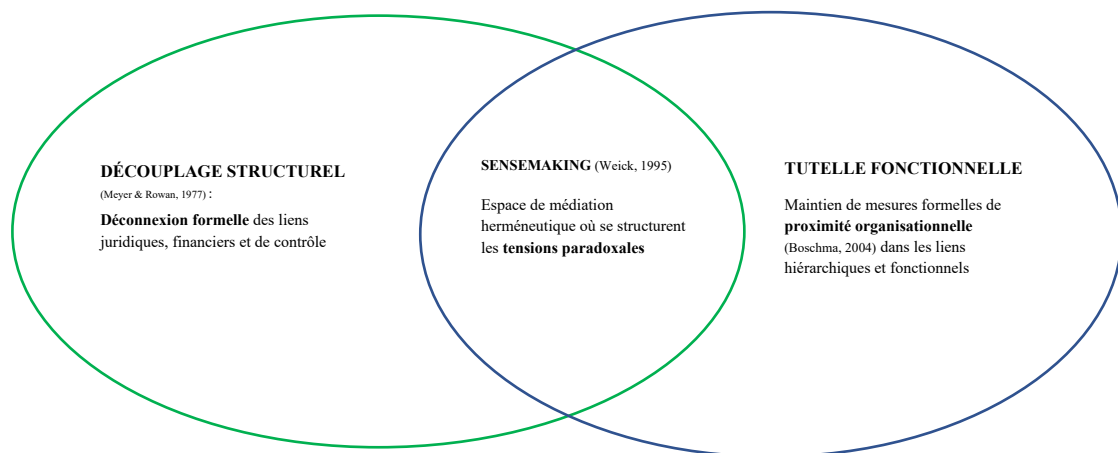 DÉCOUPLAGE STRUCTUREL
(Meyer & Rowan, 1977) :
Déconnexion formelle des liens
juridiques, financiers et de contrôle
SENSEMAKING (Weick, 1995)
Espace de médiation
herméneutique où se structurent
les tensions paradoxales
TUTELLE FONCTIONNELLE
Maintien de mesures formelles de
proximité organisationnelle
(Boschma, 2004) dans les liens
hiérarchiques et fonctionnels